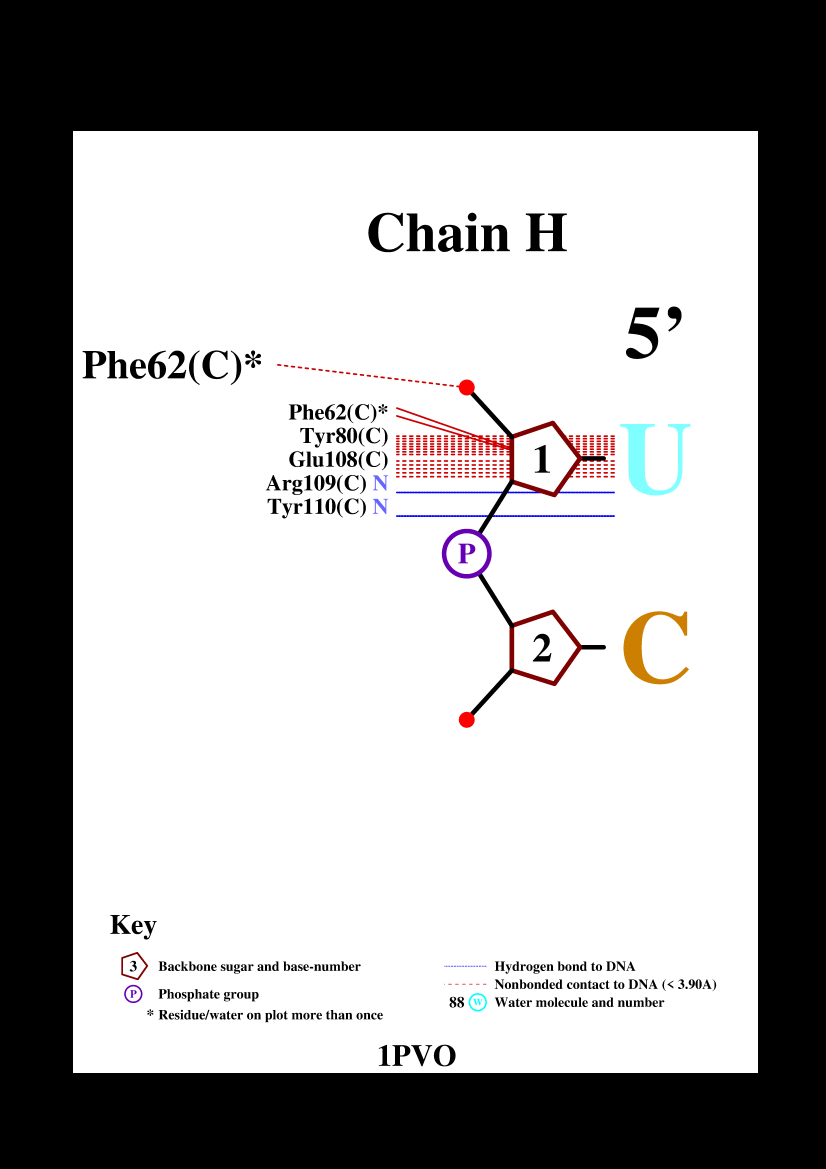 Chain H
5’
Phe62(C)*
Phe62(C)*
Tyr80(C)
Glu108(C)
Arg109(C) N
Tyr110(C) N
1
U
P
2
C
Key
3 Backbone sugar and base-number
P Phosphate group
* Residue/water on plot more than once
Hydrogen bond to DNA
Nonbonded contact to DNA (< 3.90A)
88 W Water molecule and number
1PVO